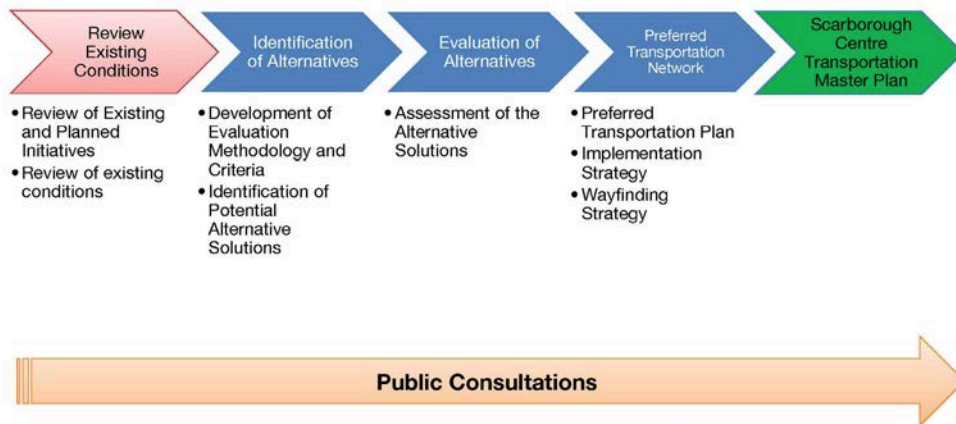 Review
Existing
Conditions
Identification
of Alternatives
Evaluation of
Alternatives
Preferred
Transportation
Network
Scarborough
Centre
Transportation
Master Plan
• Review of Existing
and Planned
Initiatives
• Review of existing
conditions
• Development of
Evaluation
Methodology and
Criteria
• Identification of
Potential
Alternative
Solutions
• Assessment of the
Alternative
Solutions
• Preferred
Transportation Plan
• Implementation
Strategy
• Wayfinding
Strategy
Public Consultations